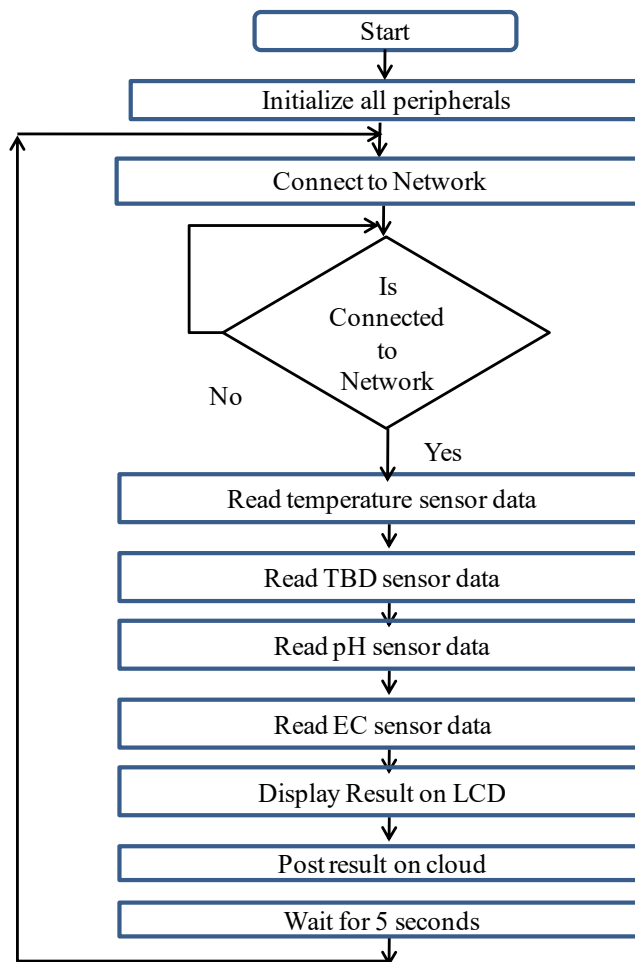 Start
Initialize all peripherals
Connect to Network
Is
Connected
to
Network
No
Yes
Read temperature sensor data
Read TBD sensor data
Read pH sensor data
Read EC sensor data
Display Result on LCD
Post result on cloud
Wait for 5 seconds